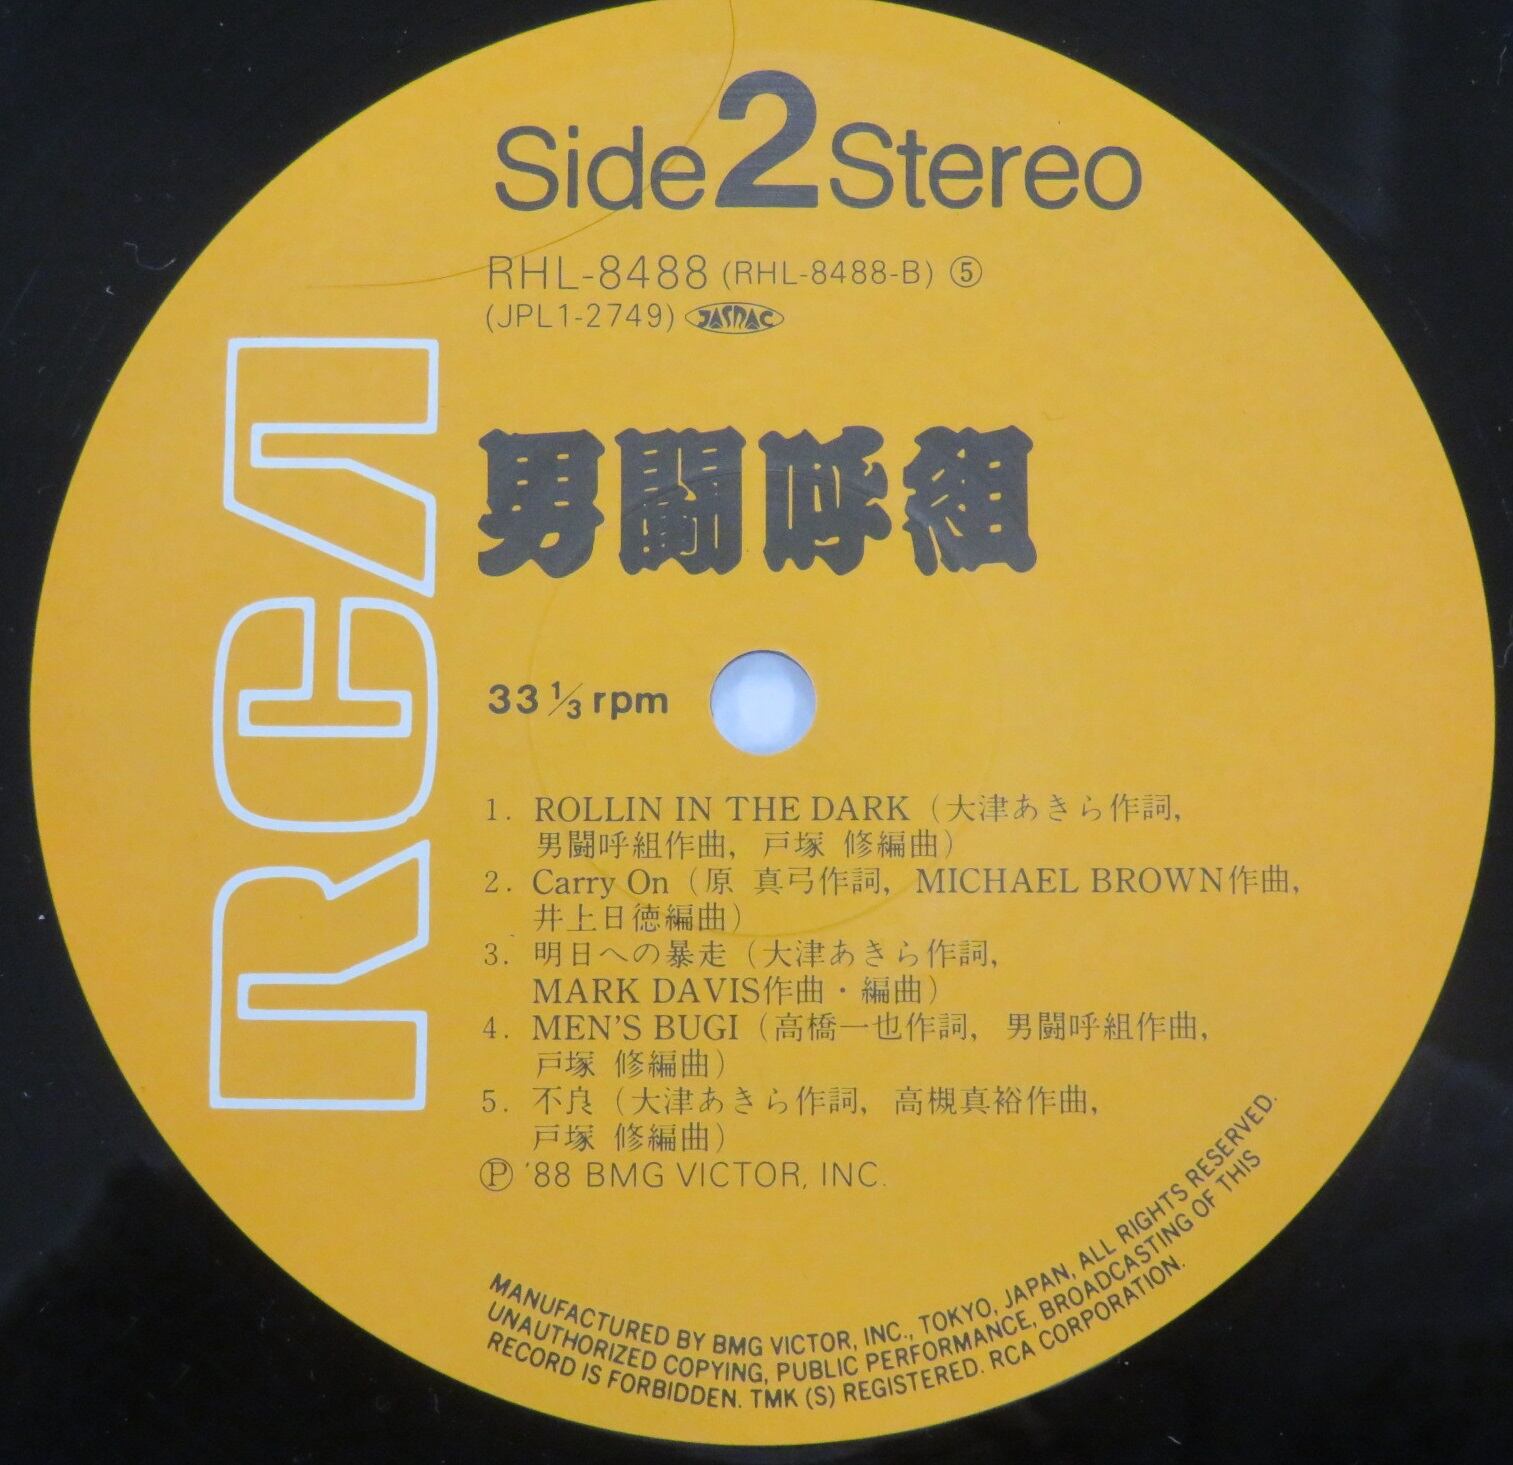 Side 2 Stereo
RHL-8488 (RHL-8488-B) ⑤
(JPL1-2749) JASRAC
RCA
男闘呼組
33 1/3 rpm
1. ROLLIN IN THE DARK (大津あきら作詞,
男闘呼組作曲, 戸塚 修編曲)
2. Carry On (原 真弓作詞, MICHAEL BROWN作曲,
井上日徳編曲)
3. 明日への暴走 (大津あきら作詞,
MARK DAVIS作曲・編曲)
4. MEN'S BUGI (高橋一也作詞, 男闘呼組作曲,
戸塚 修編曲)
5. 不良 (大津あきら作詞, 高槻真裕作曲,
戸塚 修編曲)
Ⓟ '88 BMG VICTOR, INC.
MANUFACTURED BY BMG VICTOR, INC., TOKYO, JAPAN, ALL RIGHTS RESERVED.
UNAUTHORIZED COPYING, PUBLIC PERFORMANCE, BROADCASTING OF THIS
RECORD IS FORBIDDEN. TMK (S) REGISTERED. RCA CORPORATION.